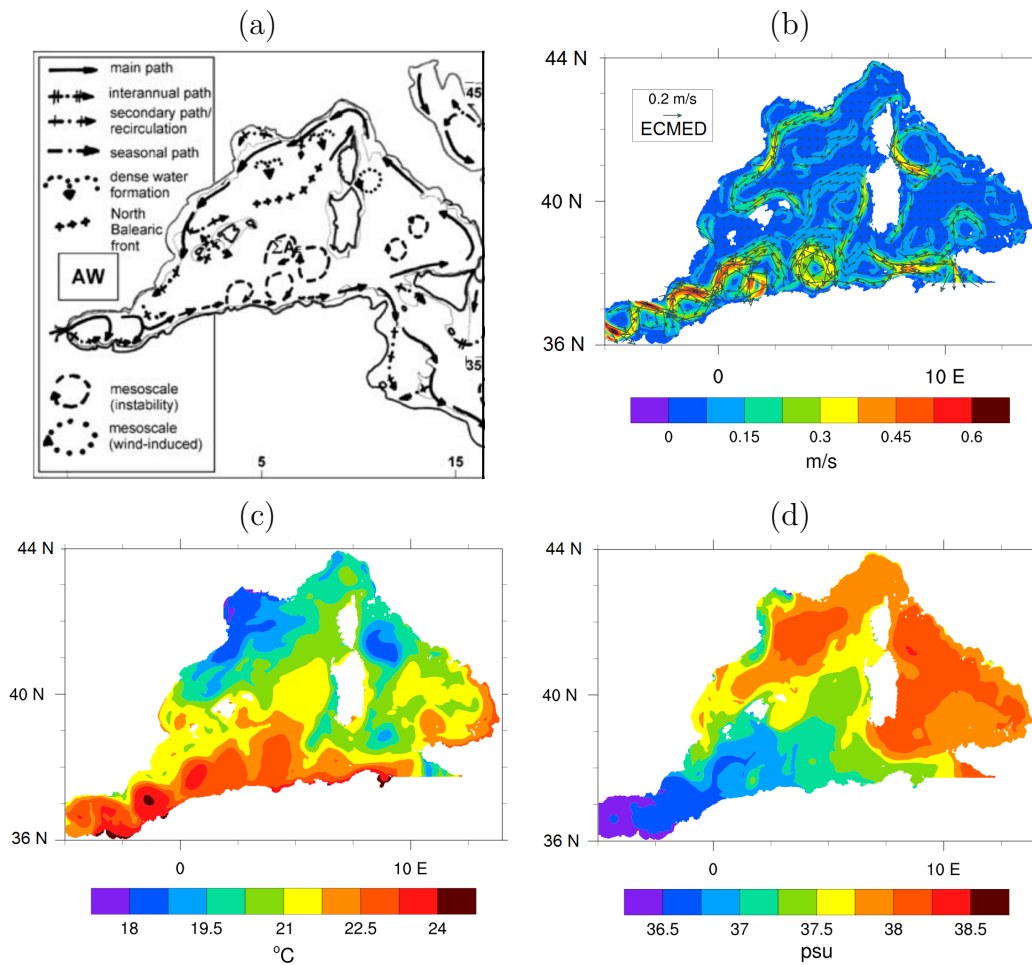 (a)
main path
interannual path
secondary path/
recirculation
seasonal path
dense water
formation
North
Balearic
front
AW
ΣA
45
35
mesoscale
(instability)
mesoscale
(wind-induced)
5
15
(b)
44 N
40 N
36 N
0.2 m/s
ECMED
0
10 E
0
0.15
0.3
0.45
0.6
m/s
(c)
44 N
40 N
36 N
0
10 E
18
19.5
21
22.5
24
°C
(d)
44 N
40 N
36 N
0
10 E
36.5
37
37.5
38
38.5
psu